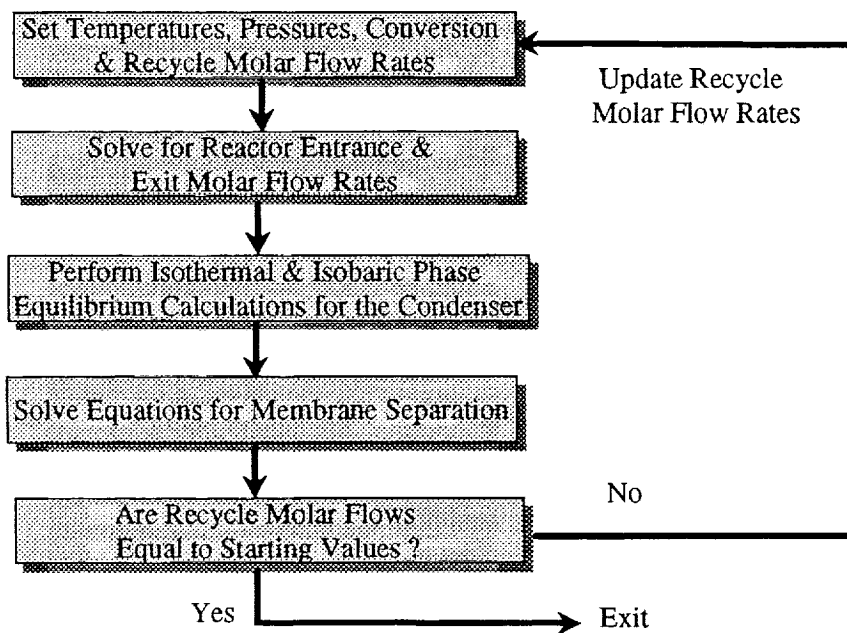 Set Temperatures, Pressures, Conversion
& Recycle Molar Flow Rates
Update Recycle
Molar Flow Rates
Solve for Reactor Entrance &
Exit Molar Flow Rates
Perform Isothermal & Isobaric Phase
Equilibrium Calculations for the Condenser
Solve Equations for Membrane Separation
Are Recycle Molar Flows
Equal to Starting Values ?
No
Yes
Exit